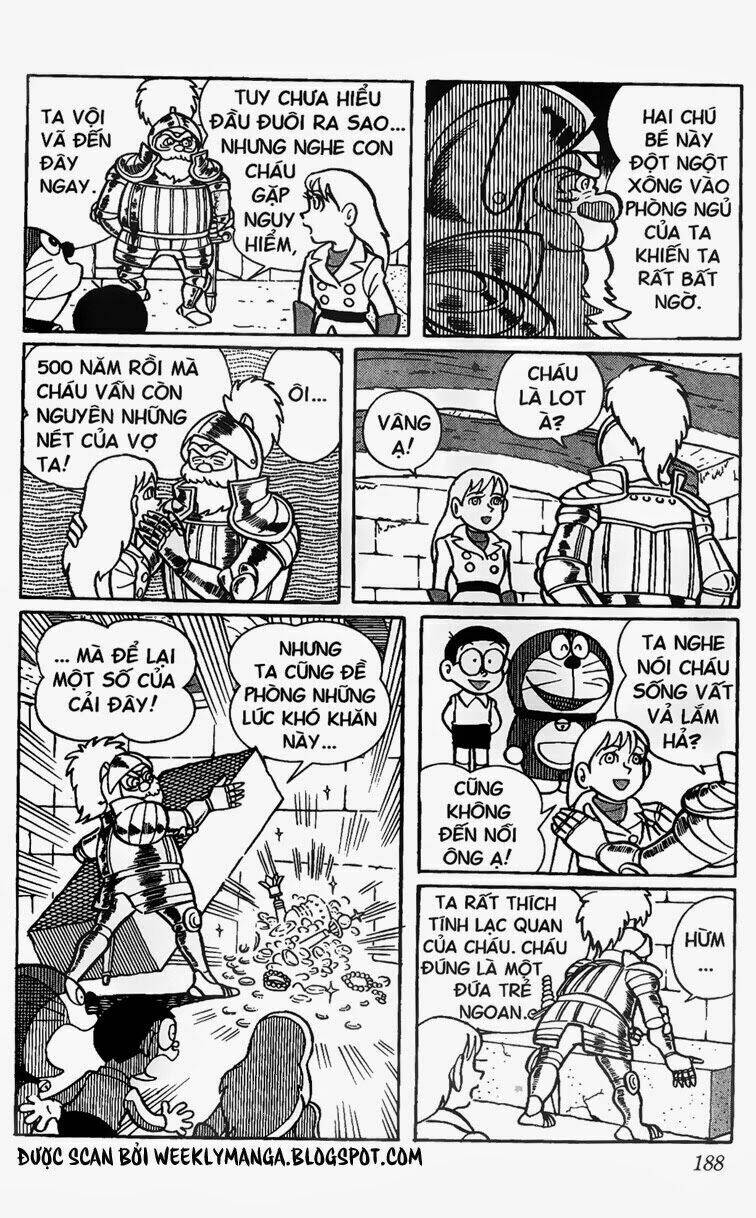 HAI CHÚ
BÉ NÀY
ĐỘT NGỘT
XÔNG VÀO
PHÒNG NGỦ
CỦA TA
KHIẾN TA
RẤT BẤT
NGỜ.
TUY CHƯA HIỂU
ĐẦU ĐUÔI RA SAO...
NHƯNG NGHE CON
CHÁU
GẶP
NGUY
HIỂM,
TA VỘI
VÃ ĐẾN
ĐÂY
NGAY.
CHÁU
LÀ LOT
À?
VÂNG
Ạ!
ÔI...
500 NĂM RỒI MÀ
CHÁU VẪN CÒN
NGUYÊN NHỮNG
NÉT CỦA VỢ
TA!
TA NGHE
NÓI CHÁU
SỐNG VẤT
VẢ LẮM
HẢ?
CŨNG
KHÔNG
ĐẾN NỖI
ÔNG Ạ!
HỪM
...
TA RẤT THÍCH
TÍNH LẠC QUAN
CỦA CHÁU. CHÁU
ĐÚNG LÀ MỘT
ĐỨA TRẺ
NGOAN.
NHƯNG
TA CŨNG ĐỀ
PHÒNG NHỮNG
LÚC KHÓ KHĂN
NÀY...
... MÀ ĐỂ LẠI
MỘT SỐ CỦA
CẢI ĐÂY!
ĐƯỢC SCAN BỞI WEEKLYMANGA.BLOGSPOT.COM
188